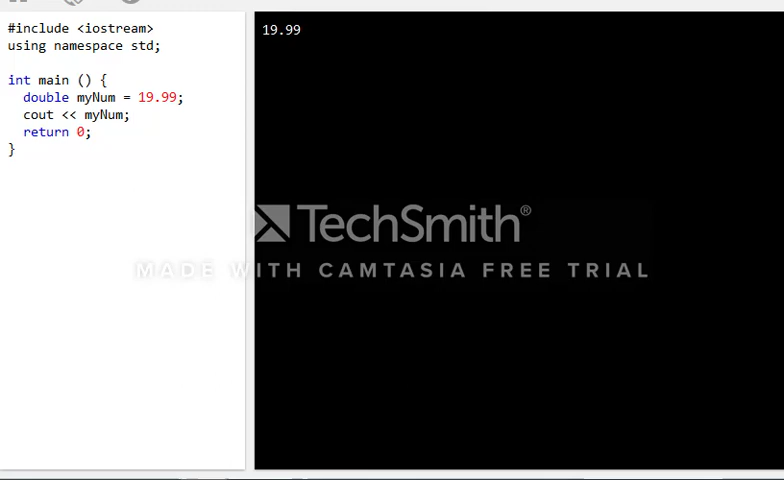 #include <iostream>
using namespace std;
int main () {
  double myNum = 19.99;
  cout << myNum;
  return 0;
}
19.99
TechSmith®
MADE WITH CAMTASIA FREE TRIAL